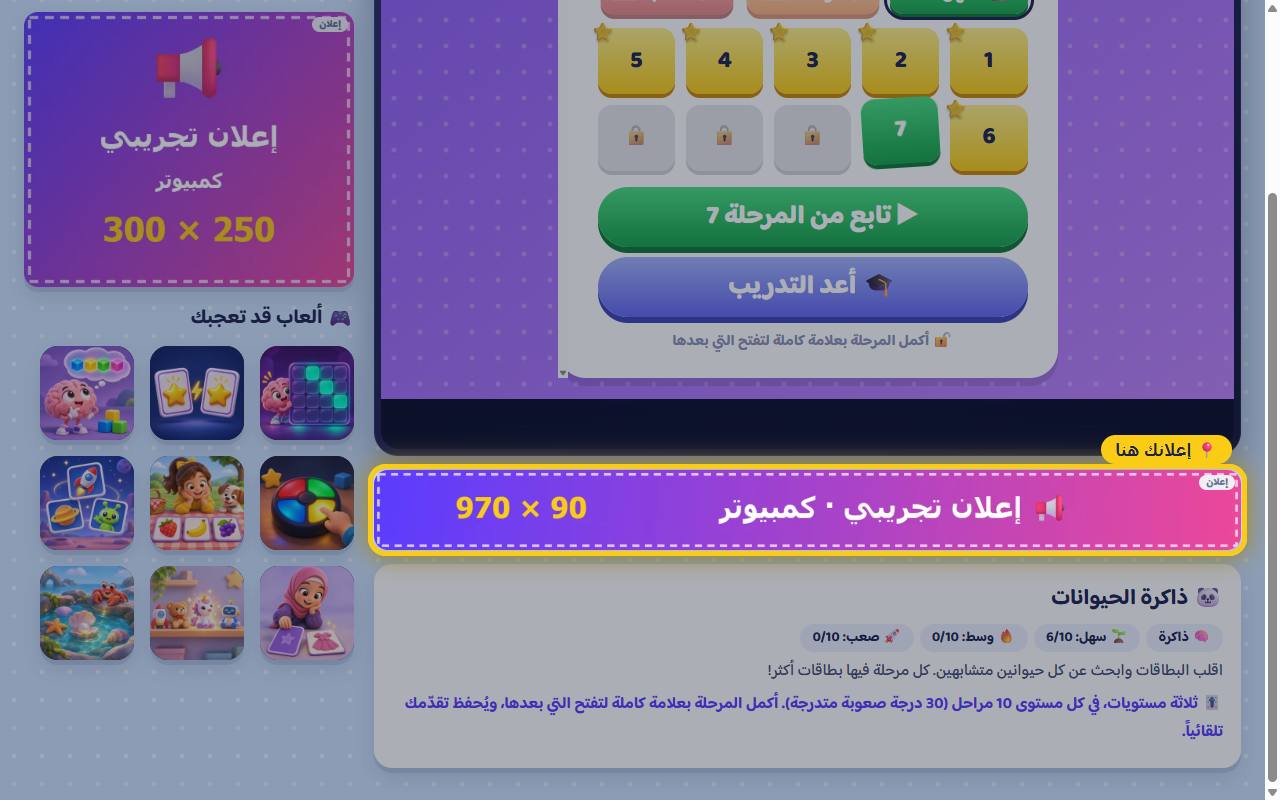 إعلان
إعلان تجريبي
كمبيوتر
300 × 250
1 2 3 4 5
6 7
▶ تابع من المرحلة 7
🎓 أعد التدريب
🔓 أكمل المرحلة بعلامة كاملة لتفتح التي بعدها
🎮 ألعاب قد تعجبك
📍 إعلانك هنا
إعلان
📢 إعلان تجريبي · كمبيوتر 970 × 90
🐼 ذاكرة الحيوانات
🧠 ذاكرة 🌱 سهل: 6/10 🔥 وسط: 0/10 🚀 صعب: 0/10
اقلب البطاقات وابحث عن كل حيوانين متشابهين. كل مرحلة فيها بطاقات أكثر!
ثلاثة مستويات، في كل مستوى 10 مراحل (30 درجة صعوبة متدرجة). أكمل المرحلة بعلامة كاملة لتفتح التي بعدها، ويُحفظ تقدّمك
تلقائياً.